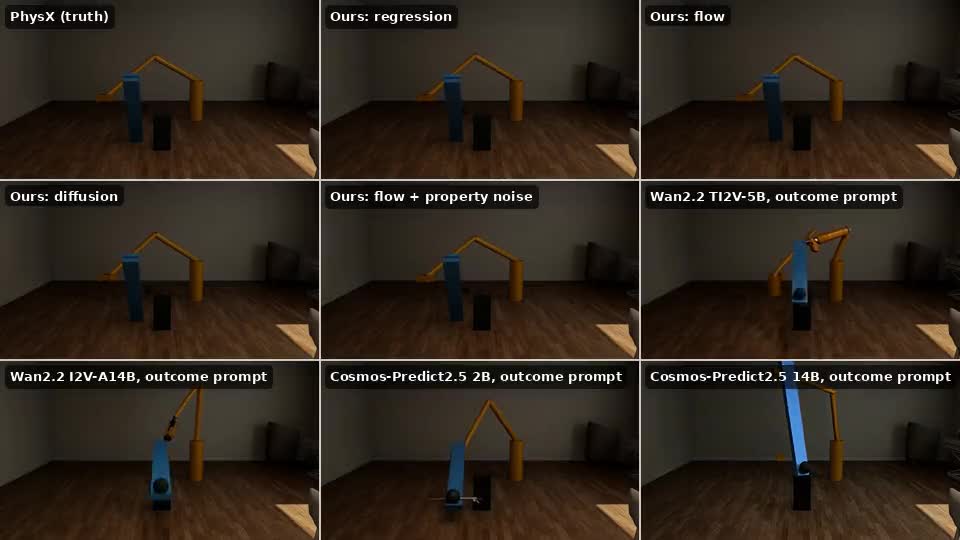 PhysX (truth)
Ours: regression
Ours: flow
Ours: diffusion
Ours: flow + property noise
Wan2.2 TI2V-5B, outcome prompt
Wan2.2 I2V-A14B, outcome prompt
Cosmos-Predict2.5 2B, outcome prompt
Cosmos-Predict2.5 14B, outcome prompt